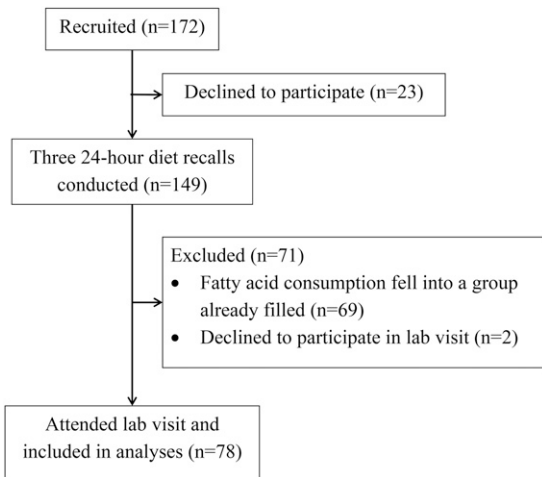 Recruited (n=172)
Declined to participate (n=23)
Three 24-hour diet recalls
conducted (n=149)
Excluded (n=71)
• Fatty acid consumption fell into a group
already filled (n=69)
• Declined to participate in lab visit (n=2)
Attended lab visit and
included in analyses (n=78)